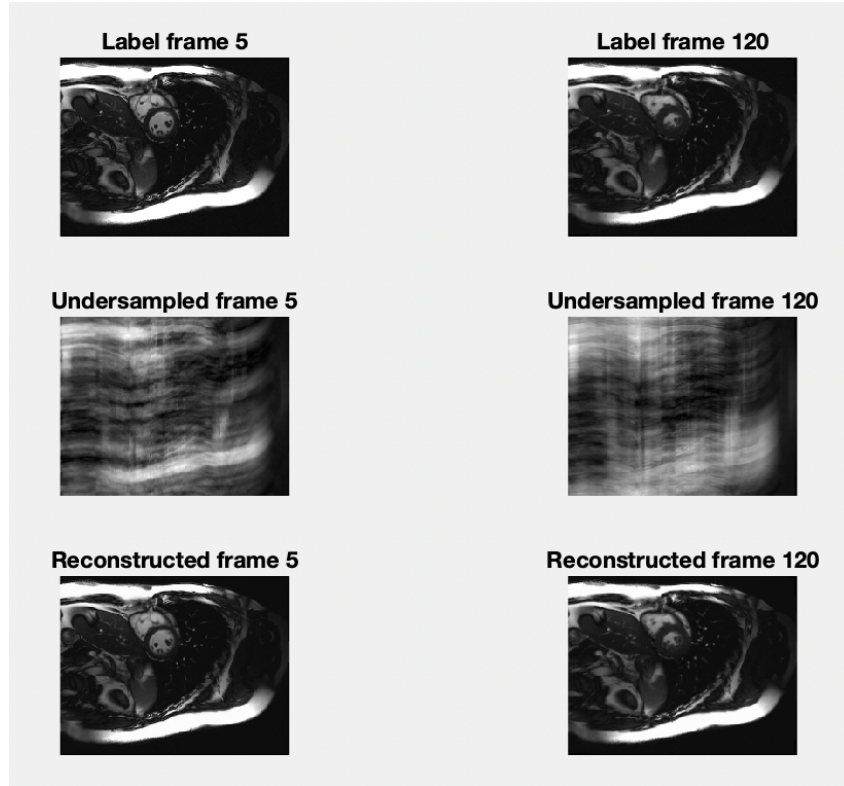 Label frame 5
Label frame 120
Undersampled frame 5
Undersampled frame 120
Reconstructed frame 5
Reconstructed frame 120